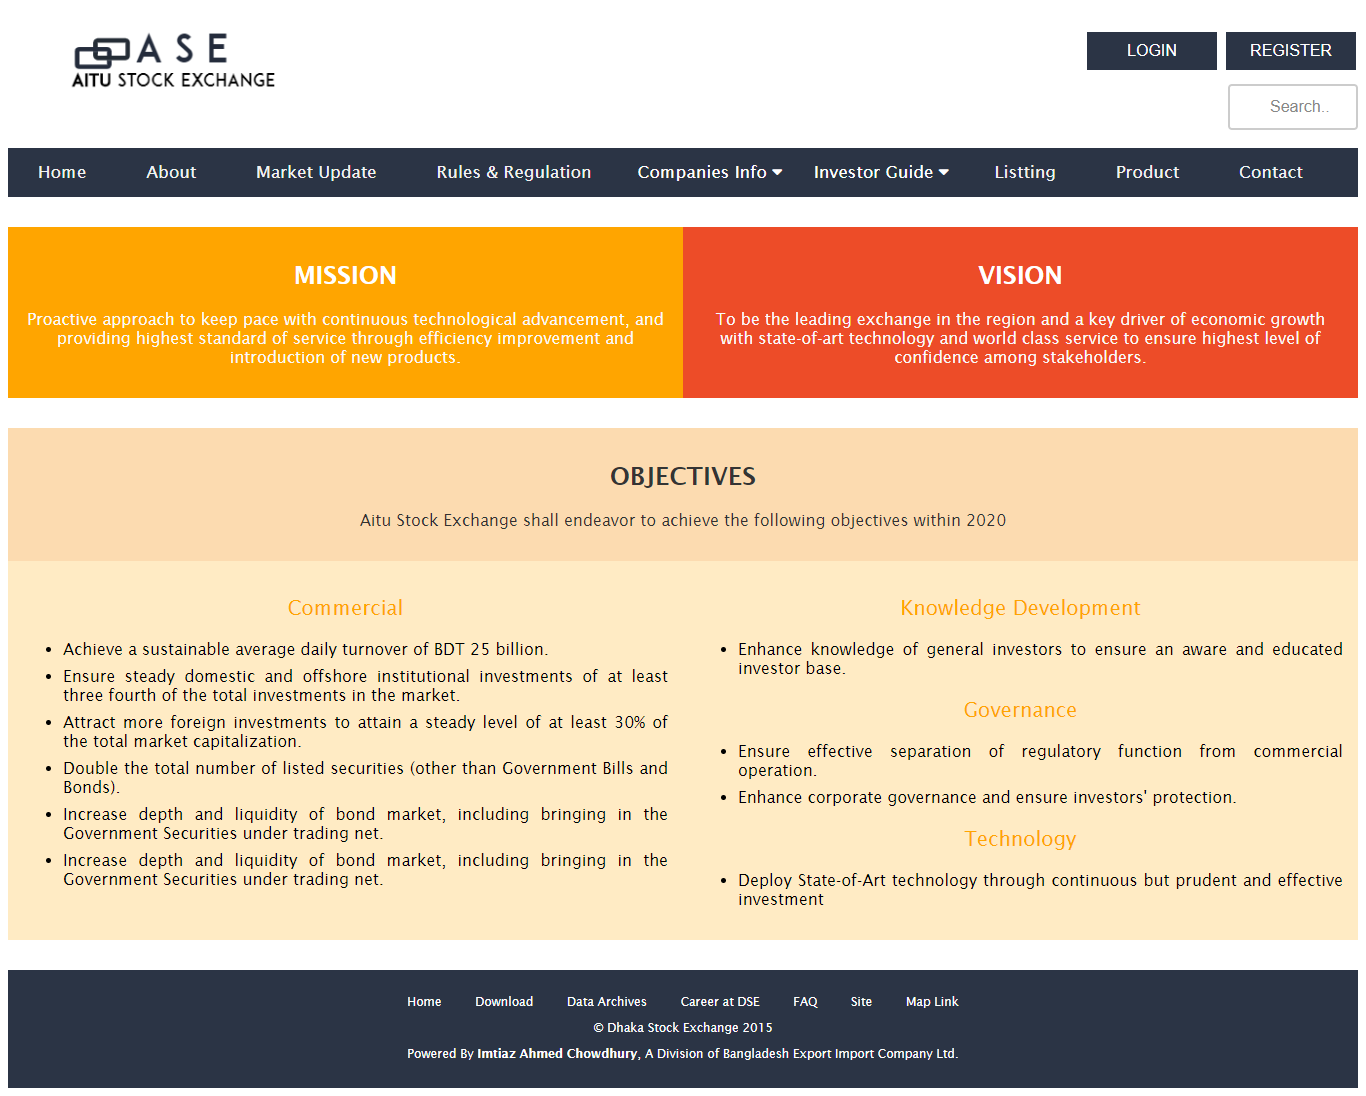 ASE
AITU STOCK EXCHANGE
LOGIN
REGISTER
Search..
Home
About
Market Update
Rules & Regulation
Companies Info
Investor Guide
Listting
Product
Contact
MISSION
Proactive approach to keep pace with continuous technological advancement, and
providing highest standard of service through efficiency improvement and
introduction of new products.
VISION
To be the leading exchange in the region and a key driver of economic growth
with state-of-art technology and world class service to ensure highest level of
confidence among stakeholders.
OBJECTIVES
Aitu Stock Exchange shall endeavor to achieve the following objectives within 2020
Commercial
• Achieve a sustainable average daily turnover of BDT 25 billion.
• Ensure steady domestic and offshore institutional investments of at least
three fourth of the total investments in the market.
• Attract more foreign investments to attain a steady level of at least 30% of
the total market capitalization.
• Double the total number of listed securities (other than Government Bills and
Bonds).
• Increase depth and liquidity of bond market, including bringing in the
Government Securities under trading net.
• Increase depth and liquidity of bond market, including bringing in the
Government Securities under trading net.
Knowledge Development
• Enhance knowledge of general investors to ensure an aware and educated
investor base.
Governance
• Ensure effective separation of regulatory function from commercial
operation.
• Enhance corporate governance and ensure investors' protection.
Technology
• Deploy State-of-Art technology through continuous but prudent and effective
investment
Home
Download
Data Archives
Career at DSE
FAQ
Site
Map Link
© Dhaka Stock Exchange 2015
Powered By Imtiaz Ahmed Chowdhury, A Division of Bangladesh Export Import Company Ltd.